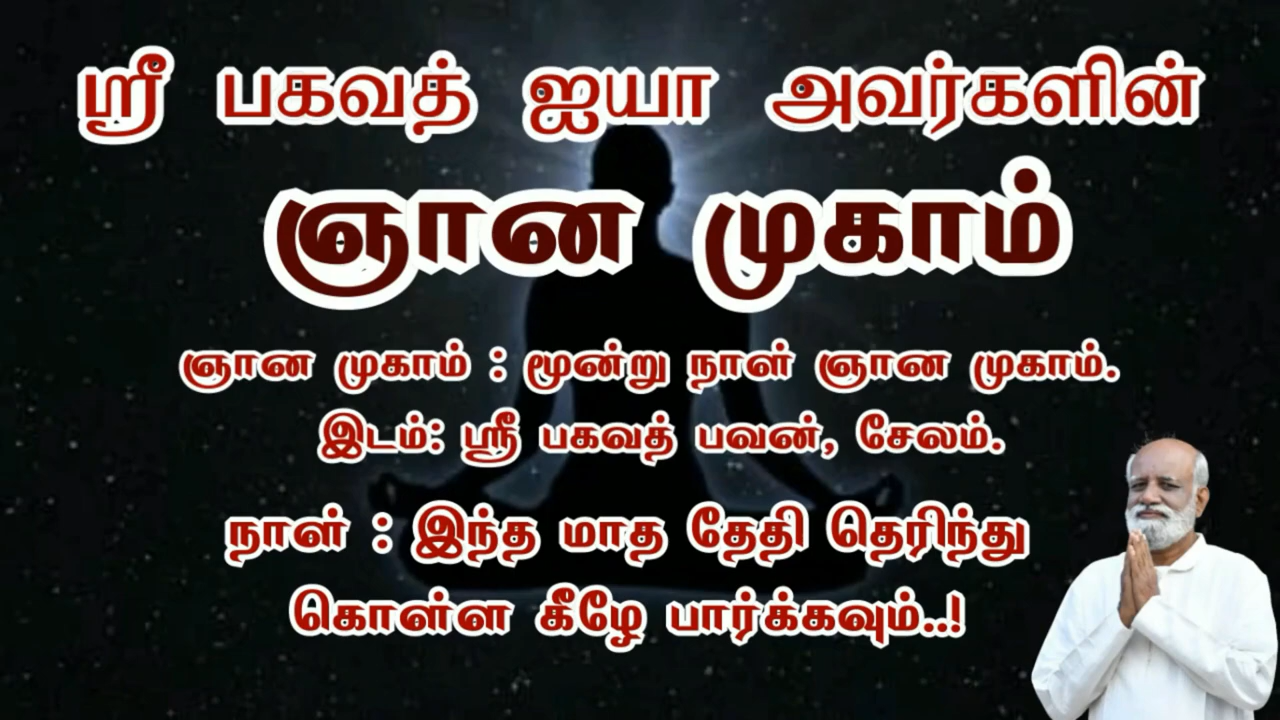 ஸ்ரீ பகவத் ஐயா அவர்களின்
ஞான முகாம்
ஞான முகாம் : மூன்று நாள் ஞான முகாம்.
இடம்: ஸ்ரீ பகவத் பவன், சேலம்.
நாள் : இந்த மாத தேதி தெரிந்து
கொள்ள கீழே பார்க்கவும்..!